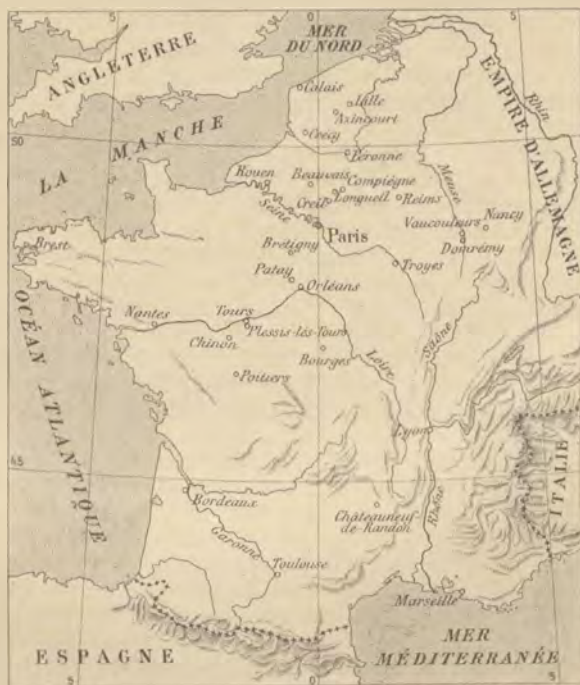 5
0
5
MER
DU NORD
ANGLETERRE
Calais
Lille
Azincourt
Crécy
EMPIRE D'ALLEMAGNE
Rhin
LA MANCHE
50
Péronne
Rouen
Beauvais
Compiègne
Creil
Longueil
Reims
Meuse
Seine
Paris
Vaucouleurs
Nancy
Domrémy
Brest
Brétigny
Troyes
Patay
Orléans
OCÉAN ATLANTIQUE
Nantes
Tours
Plessis-lès-Tours
Chinon
Bourges
Loire
Saône
Poitiers
Lyon
45
ITALIE
Bordeaux
Châteauneuf-
de-Randon
Rhône
Garonne
Toulouse
Marseille
ESPAGNE
MER
MÉDITERRANÉE
5
0
5